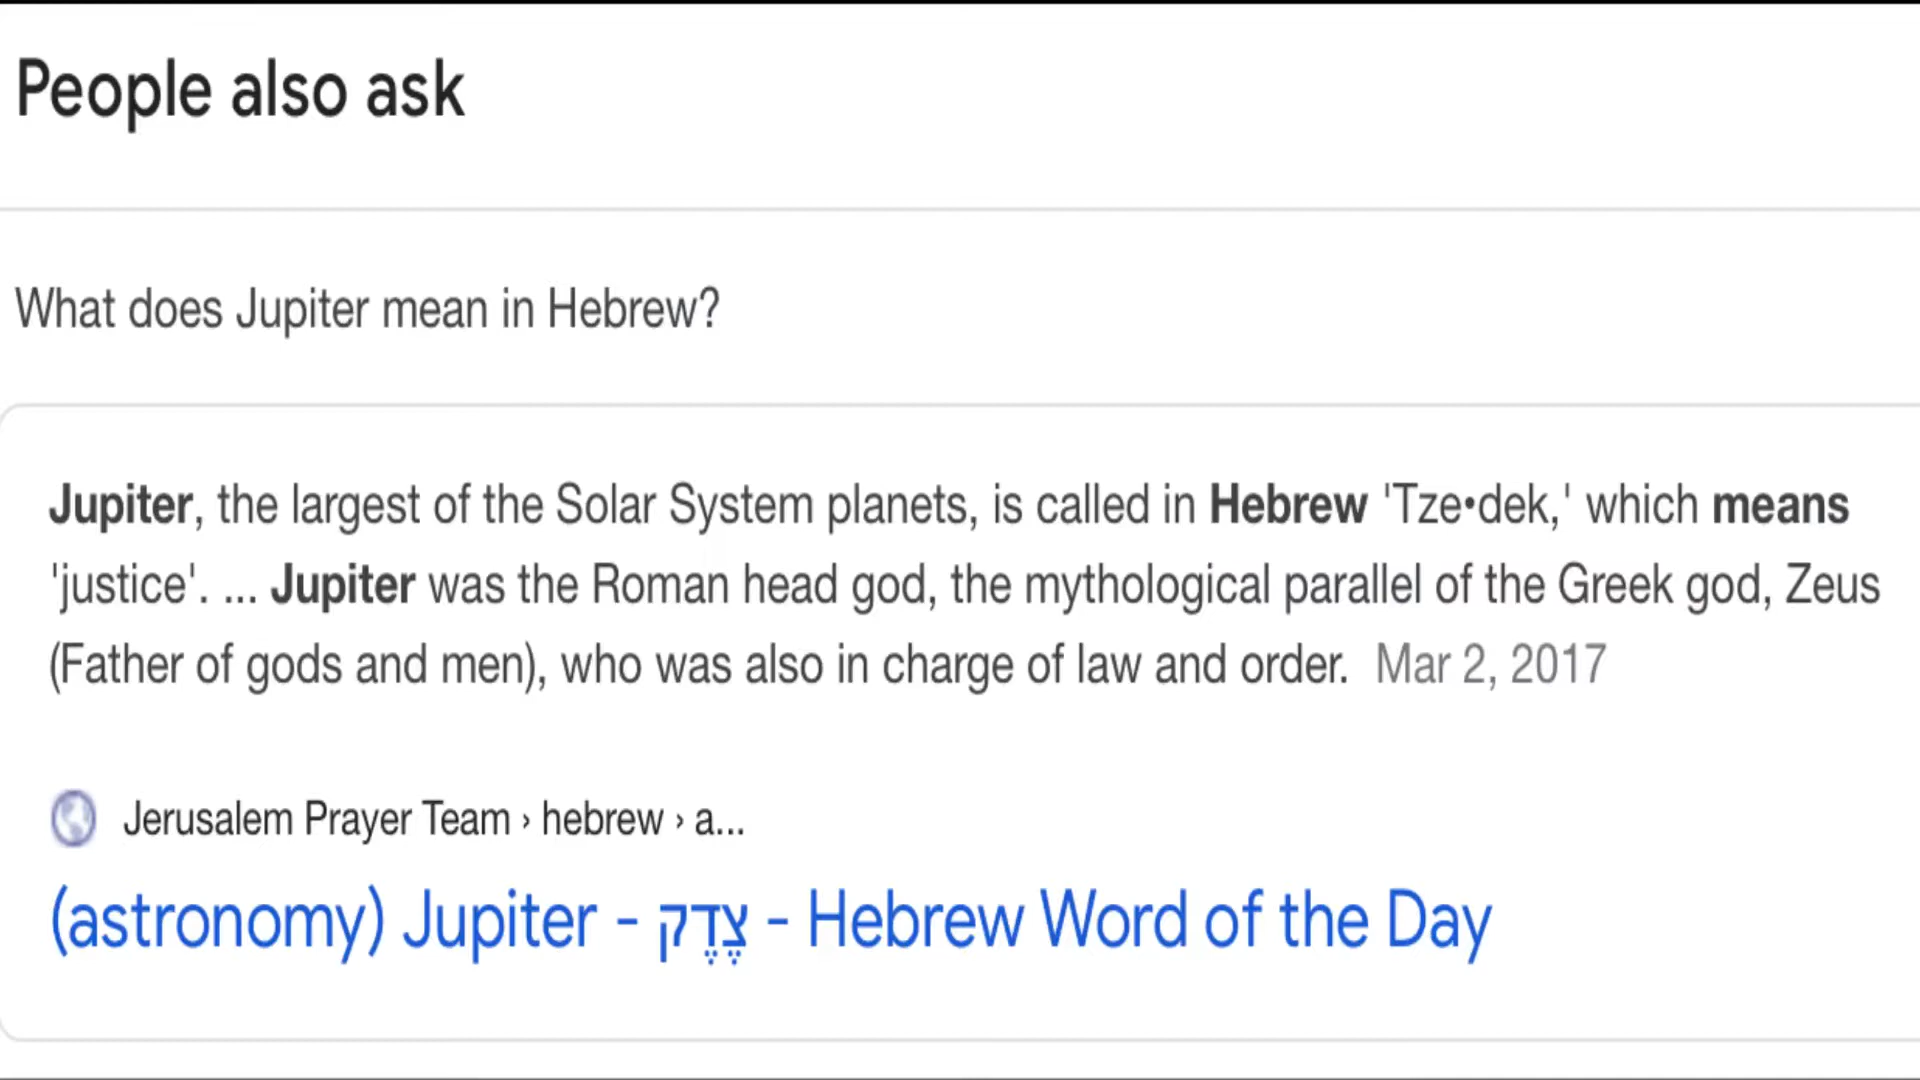 People also ask
What does Jupiter mean in Hebrew?
Jupiter, the largest of the Solar System planets, is called in Hebrew 'Tze•dek,' which means
'justice'. ... Jupiter was the Roman head god, the mythological parallel of the Greek god, Zeus
(Father of gods and men), who was also in charge of law and order. Mar 2, 2017
Jerusalem Prayer Team › hebrew › a...
(astronomy) Jupiter - צֶדֶק - Hebrew Word of the Day